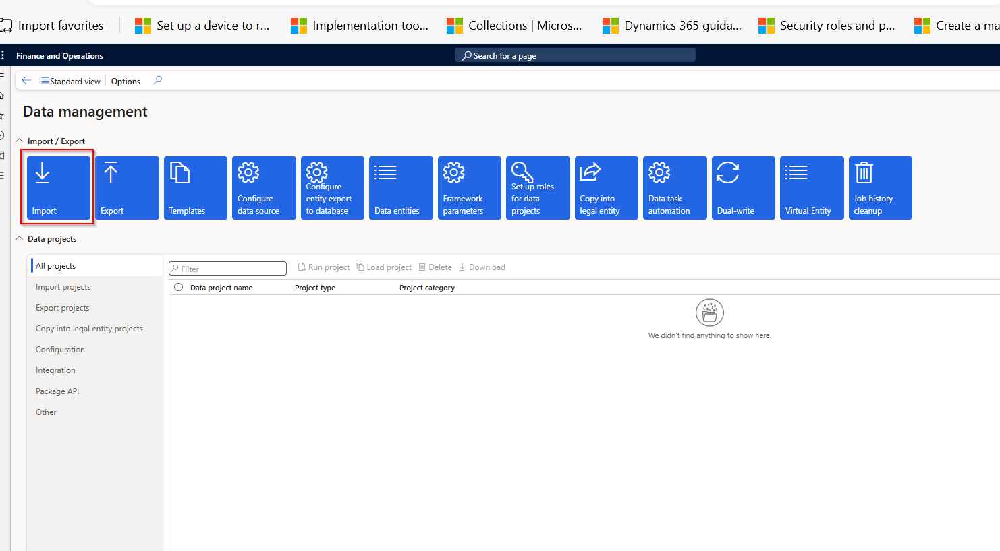 Import favorites
Set up a device to r...
Implementation too...
Collections | Micros...
Dynamics 365 guida...
Security roles and p...
Create a ma
Finance and Operations
Search for a page
Standard view
Options
Data management
Import / Export
Import
Export
Templates
Configure
data source
Configure
entity export
to database
Data entities
Framework
parameters
Set up roles
for data
projects
Copy into
legal entity
Data task
automation
Dual-write
Virtual Entity
Job history
cleanup
Data projects
All projects
Import projects
Export projects
Copy into legal entity projects
Configuration
Integration
Package API
Other
Filter
Run project
Load project
Delete
Download
Data project name
Project type
Project category
We didn't find anything to show here.